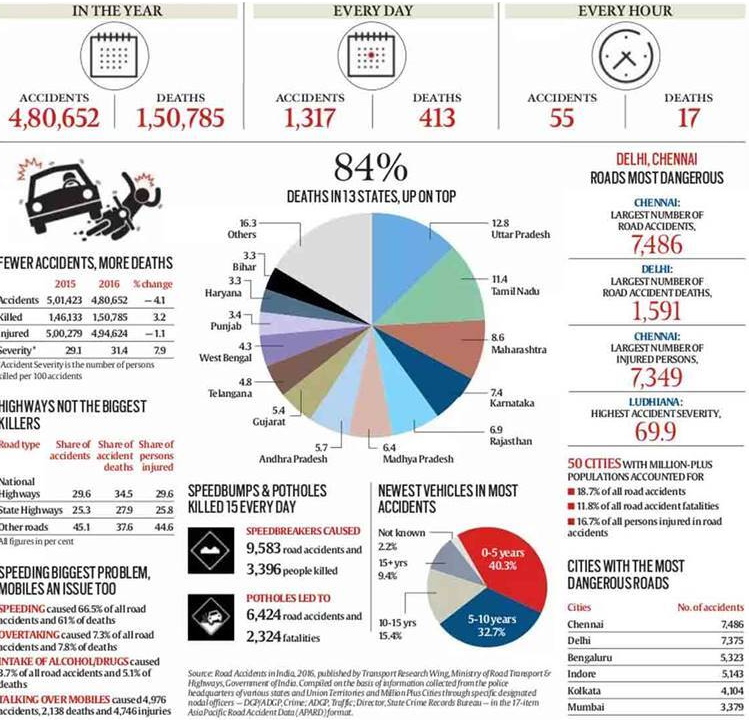 IN THE YEAR
ACCIDENTS DEATHS
4,80,652 1,50,785
EVERY DAY
ACCIDENTS DEATHS
1,317 413
EVERY HOUR
ACCIDENTS DEATHS
55 17
FEWER ACCIDENTS, MORE DEATHS
2015 2016 % change
Accidents 5,01,423 4,80,652 –4.1
Killed 1,46,133 1,50,785 3.2
njured 5,00,279 4,94,624 –1.1
Severity* 29.1 31.4 7.9
*Accident Severity is the number of persons
killed per 100 accidents
HIGHWAYS NOT THE BIGGEST
KILLERS
Road type Share of Share of Share of
accidents accident persons
deaths injured
National
Highways 29.6 34.5 29.6
State Highways 25.3 27.9 25.8
Other roads 45.1 37.6 44.6
All figures in per cent
SPEEDING BIGGEST PROBLEM,
MOBILES AN ISSUE TOO
SPEEDING caused 66.5% of all road
accidents and 61% of deaths
OVERTAKING caused 7.3% of all road
accidents and 7.8% of deaths
INTAKE OF ALCOHOL/DRUGS caused
3.7% of all road accidents and 5.1% of
deaths
TALKING OVER MOBILES caused 4,976
accidents, 2,138 deaths and 4,746 injuries
84%
DEATHS IN 13 STATES, UP ON TOP
12.8
Uttar Pradesh
11.4
Tamil Nadu
8.6
Maharashtra
7.4
Karnataka
6.9
Rajasthan
6.4
Madhya Pradesh
5.7
Andhra Pradesh
5.4
Gujarat
4.8
Telangana
4.3
West Bengal
3.4
Punjab
3.3
Haryana
3.3
Bihar
16.3
Others
SPEEDBUMPS & POTHOLES
KILLED 15 EVERY DAY
SPEEDBREAKERS CAUSED
9,583 road accidents and
3,396 people killed
POTHOLES LED TO
6,424 road accidents and
2,324 fatalities
NEWEST VEHICLES IN MOST
ACCIDENTS
Not known
2.2%
15+ yrs
9.4%
10-15 yrs
15.4%
0-5 years
40.3%
5-10 years
32.7%
Source: Road Accidents in India, 2016, published by Transport Research Wing, Ministry of Road Transport &
Highways, Government of India. Compiled on the basis of information collected from the police
headquarters of various states and Union Territories and Million Plus Cities through specific designated
nodal officers — DGP/ADGP, Crime; ADGP, Traffic; Director, State Crime Records Bureau — in the 17-item
Asia Pacific Road Accident Data (APARD) format.
DELHI, CHENNAI
ROADS MOST DANGEROUS
CHENNAI:
LARGEST NUMBER OF
ROAD ACCIDENTS,
7,486
DELHI:
LARGEST NUMBER OF
ROAD ACCIDENT DEATHS,
1,591
CHENNAI:
LARGEST NUMBER OF
INJURED PERSONS,
7,349
LUDHIANA:
HIGHEST ACCIDENT SEVERITY,
69.9
50 CITIES WITH MILLION-PLUS
POPULATIONS ACCOUNTED FOR
18.7% of all road accidents
11.8% of all road accident fatalities
16.7% of all persons injured in road
accidents
CITIES WITH THE MOST
DANGEROUS ROADS
Cities No. of accidents
Chennai 7,486
Delhi 7,375
Bengaluru 5,323
Indore 5,143
Kolkata 4,104
Mumbai 3,379